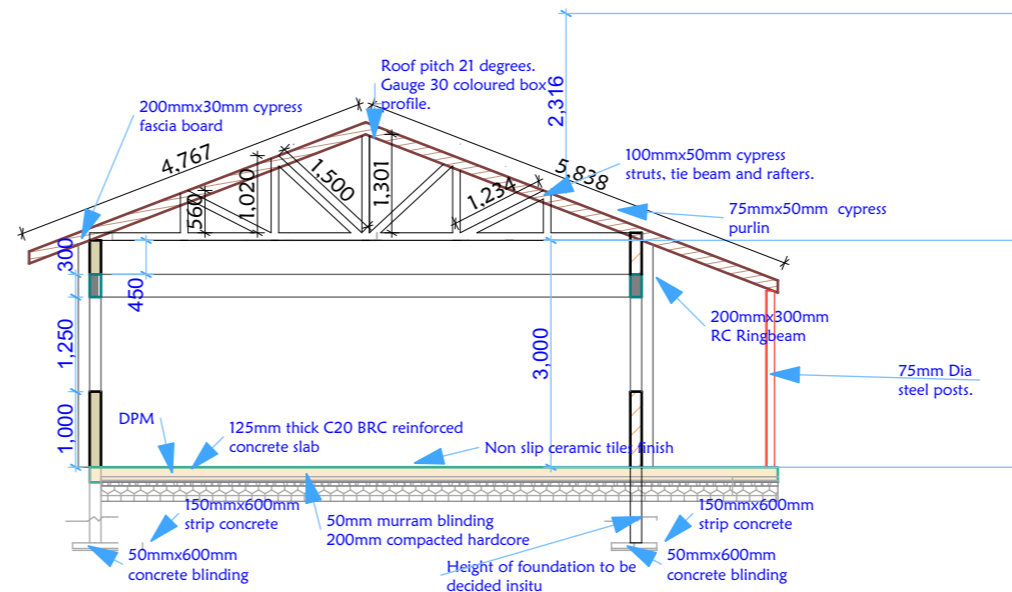 Roof pitch 21 degrees.
Gauge 30 coloured box
profile.
2,316
200mmx30mm cypress
fascia board
4,767
5,838
100mmx50mm cypress
struts, tie beam and rafters.
1,500
1,301
1,020
560
1,234
75mmx50mm cypress
purlin
300
450
200mmx300mm
RC Ringbeam
1,250
3,000
75mm Dia
steel posts.
1,000
DPM
125mm thick C20 BRC reinforced
concrete slab
Non slip ceramic tiles finish
150mmx600mm
strip concrete
50mm murram blinding
200mm compacted hardcore
150mmx600mm
strip concrete
50mmx600mm
concrete blinding
Height of foundation to be
decided insitu
50mmx600mm
concrete blinding